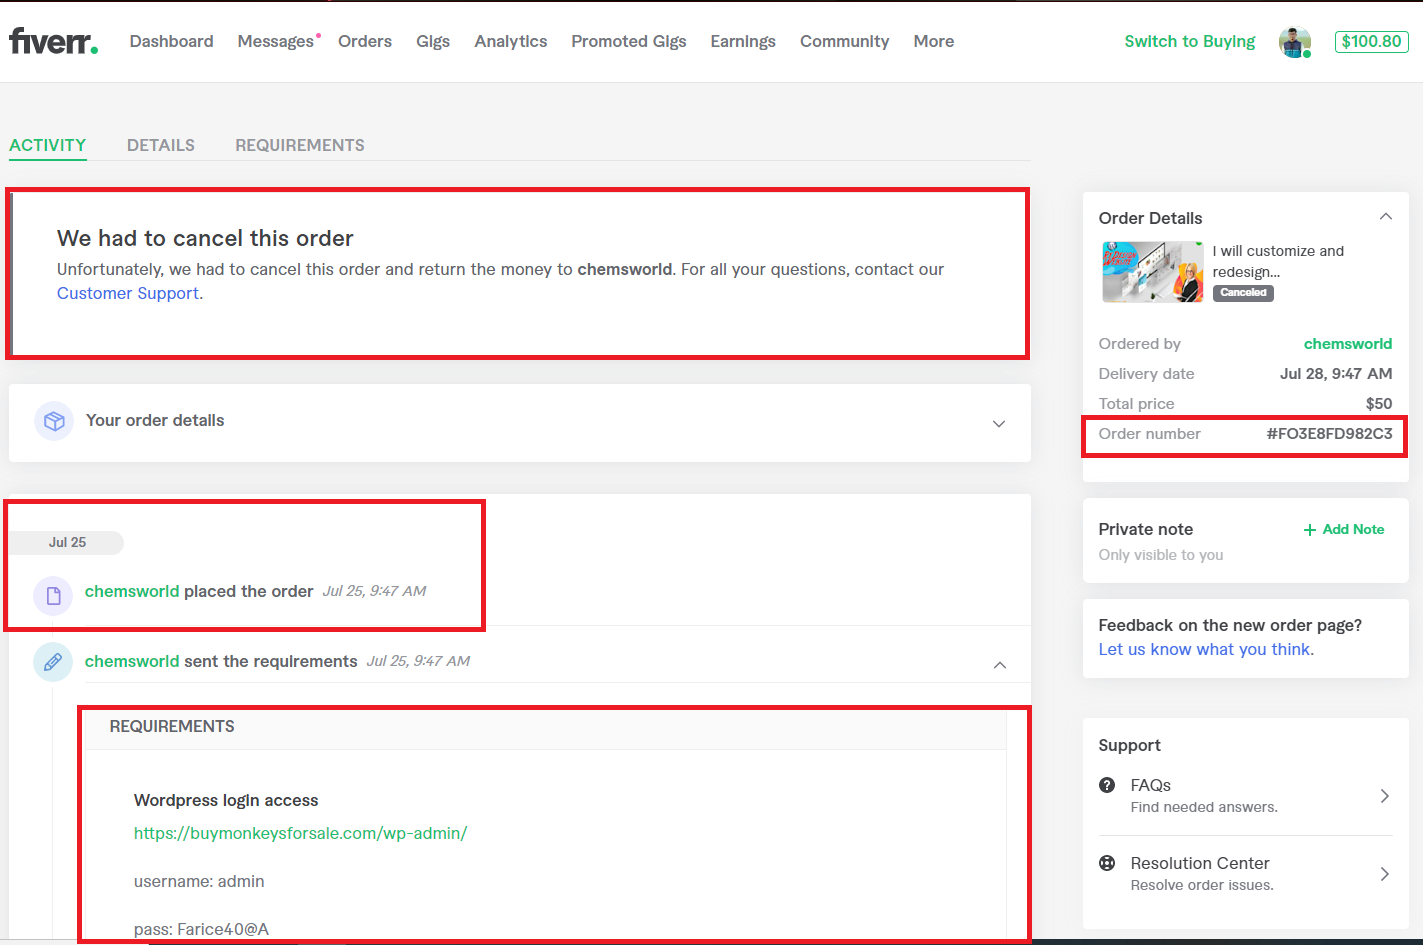 fiverr.
Dashboard Messages Orders Gigs Analytics Promoted Gigs Earnings Community More
Switch to Buying $100.80
ACTIVITY DETAILS REQUIREMENTS
We had to cancel this order
Unfortunately, we had to cancel this order and return the money to chemsworld. For all your questions, contact our
Customer Support.
Your order details
Jul 25
chemsworld placed the order Jul 25, 9:47 AM
chemsworld sent the requirements Jul 25, 9:47 AM
REQUIREMENTS
Wordpress login access
https://buymonkeysforsale.com/wp-admin/
username: admin
pass: Farice40@A
Order Details
I will customize and
redesign...
Canceled
Ordered by chemsworld
Delivery date Jul 28, 9:47 AM
Total price $50
Order number #FO3E8FD982C3
Private note + Add Note
Only visible to you
Feedback on the new order page?
Let us know what you think.
Support
FAQs
Find needed answers.
Resolution Center
Resolve order issues.